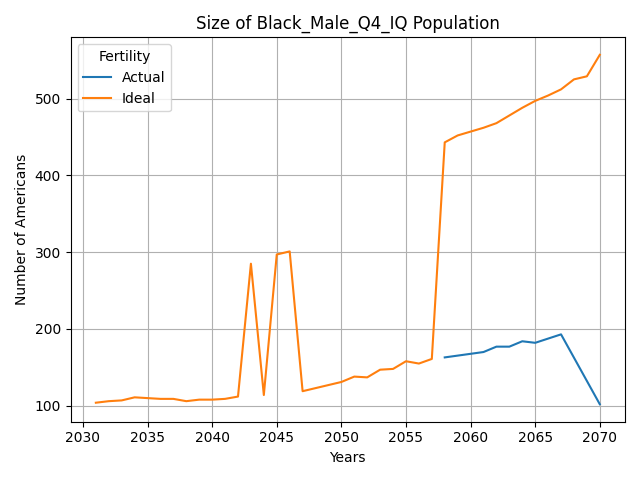 Size of Black_Male_Q4_IQ Population
Fertility
Actual
Ideal
Number of Americans
500
400
300
200
100
2030 2035 2040 2045 2050 2055 2060 2065 2070
Years